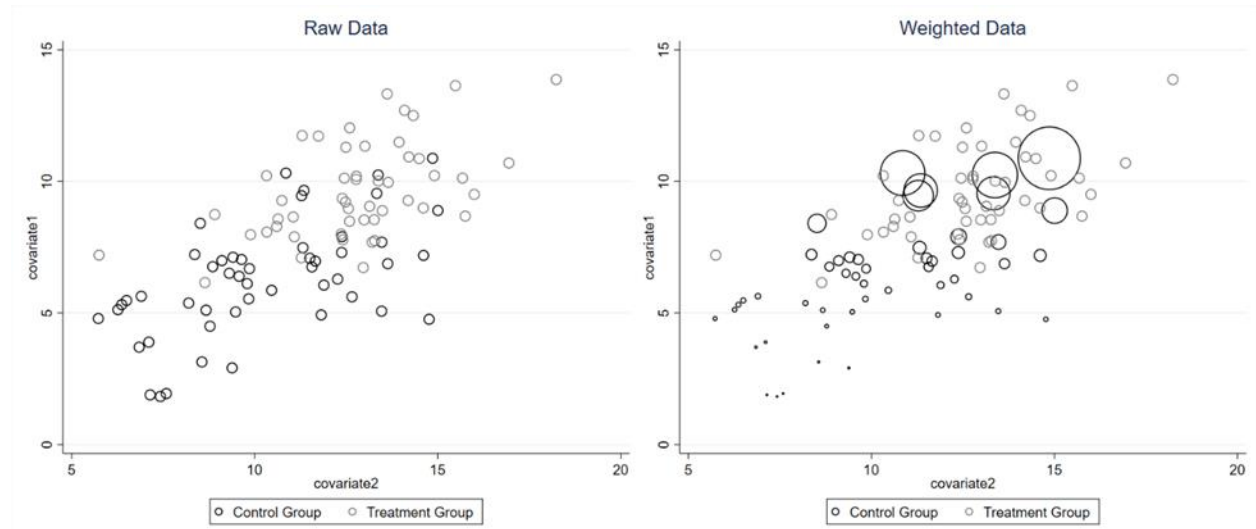 Raw Data
covariate1
15
10
5
0
5
10
15
20
covariate2
Control Group
Treatment Group
Weighted Data
covariate1
15
10
5
0
5
10
15
20
covariate2
Control Group
Treatment Group